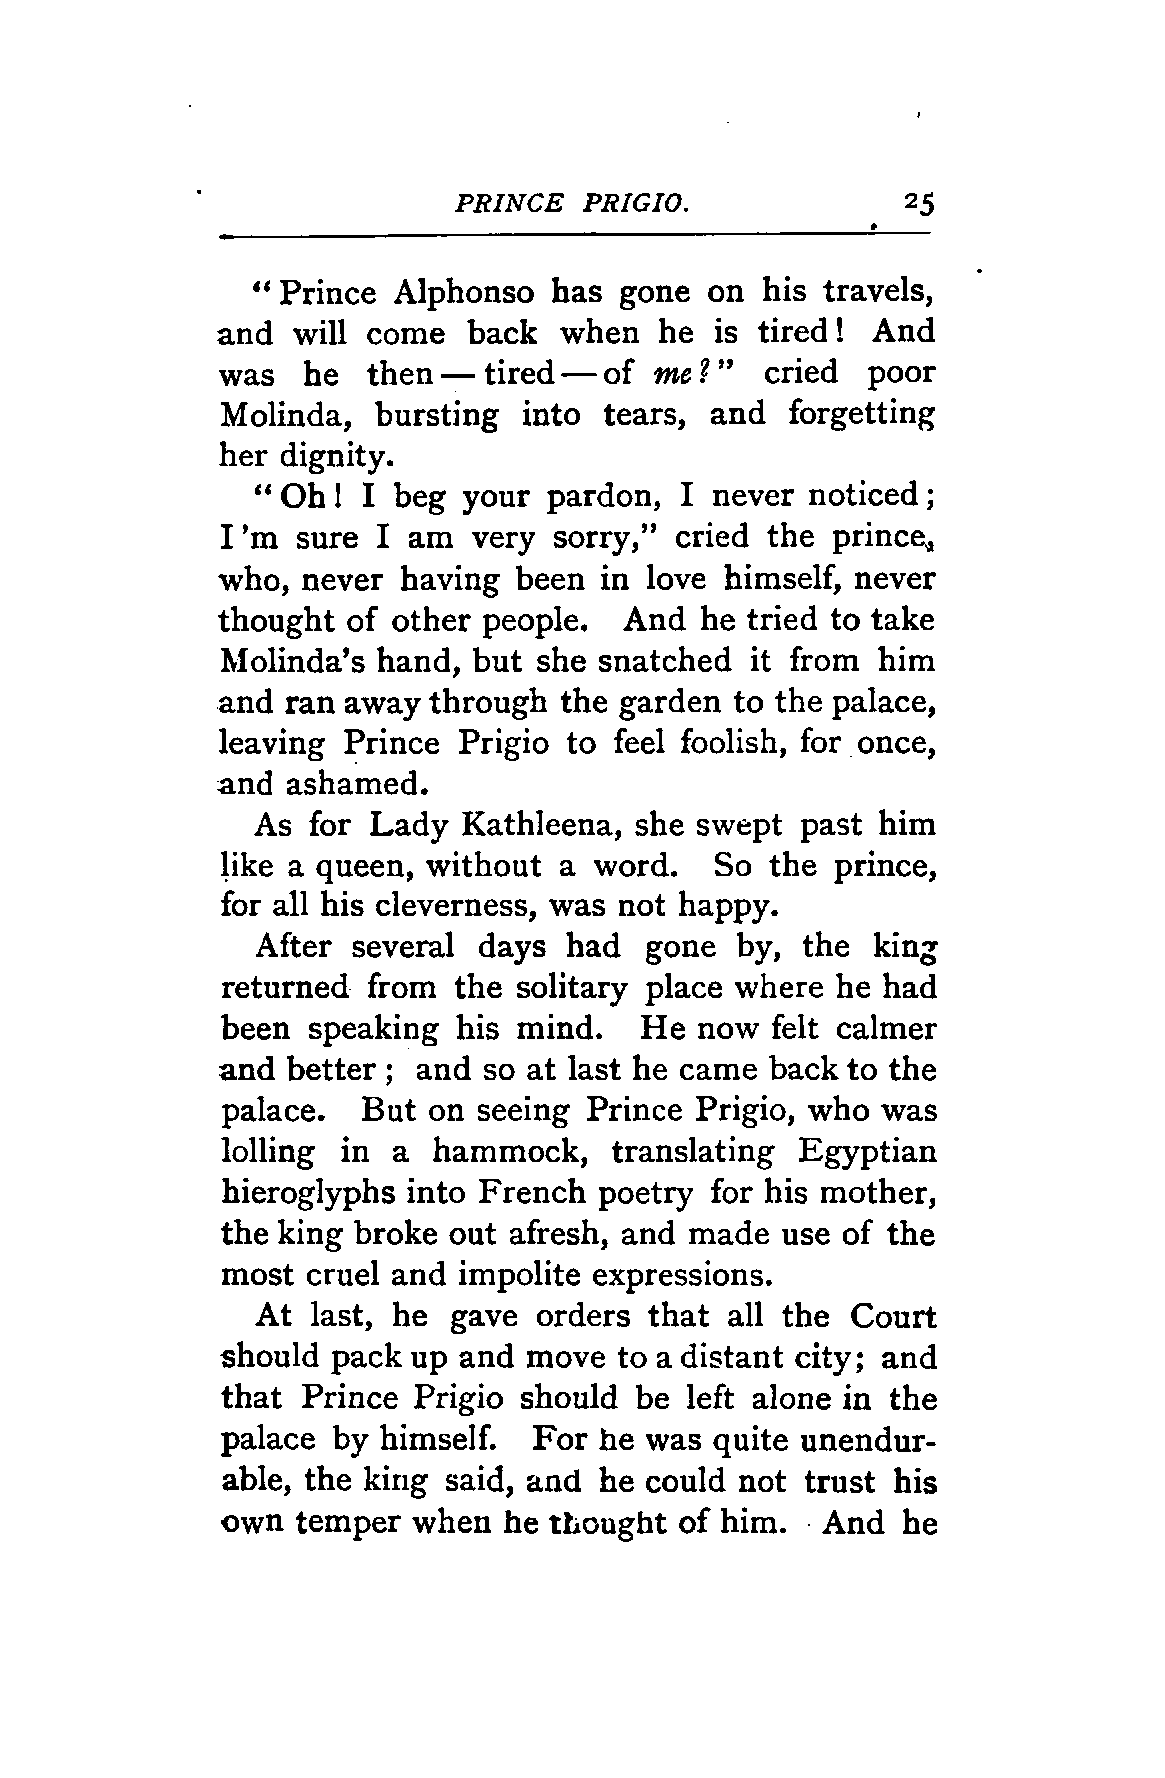 PRINCE PRIGIO. 25
“Prince Alphonso has gone on his travels,
and will come back when he is tired! And
was he then — tired — of me?” cried poor
Molinda, bursting into tears, and forgetting
her dignity.
“Oh! I beg your pardon, I never noticed;
I'm sure I am very sorry,” cried the prince,
who, never having been in love himself, never
thought of other people. And he tried to take
Molinda's hand, but she snatched it from him
and ran away through the garden to the palace,
leaving Prince Prigio to feel foolish, for once,
and ashamed.
As for Lady Kathleena, she swept past him
like a queen, without a word. So the prince,
for all his cleverness, was not happy.
After several days had gone by, the king
returned from the solitary place where he had
been speaking his mind. He now felt calmer
and better; and so at last he came back to the
palace. But on seeing Prince Prigio, who was
lolling in a hammock, translating Egyptian
hieroglyphs into French poetry for his mother,
the king broke out afresh, and made use of the
most cruel and impolite expressions.
At last, he gave orders that all the Court
should pack up and move to a distant city; and
that Prince Prigio should be left alone in the
palace by himself. For he was quite unendur-
able, the king said, and he could not trust his
own temper when he thought of him. And he